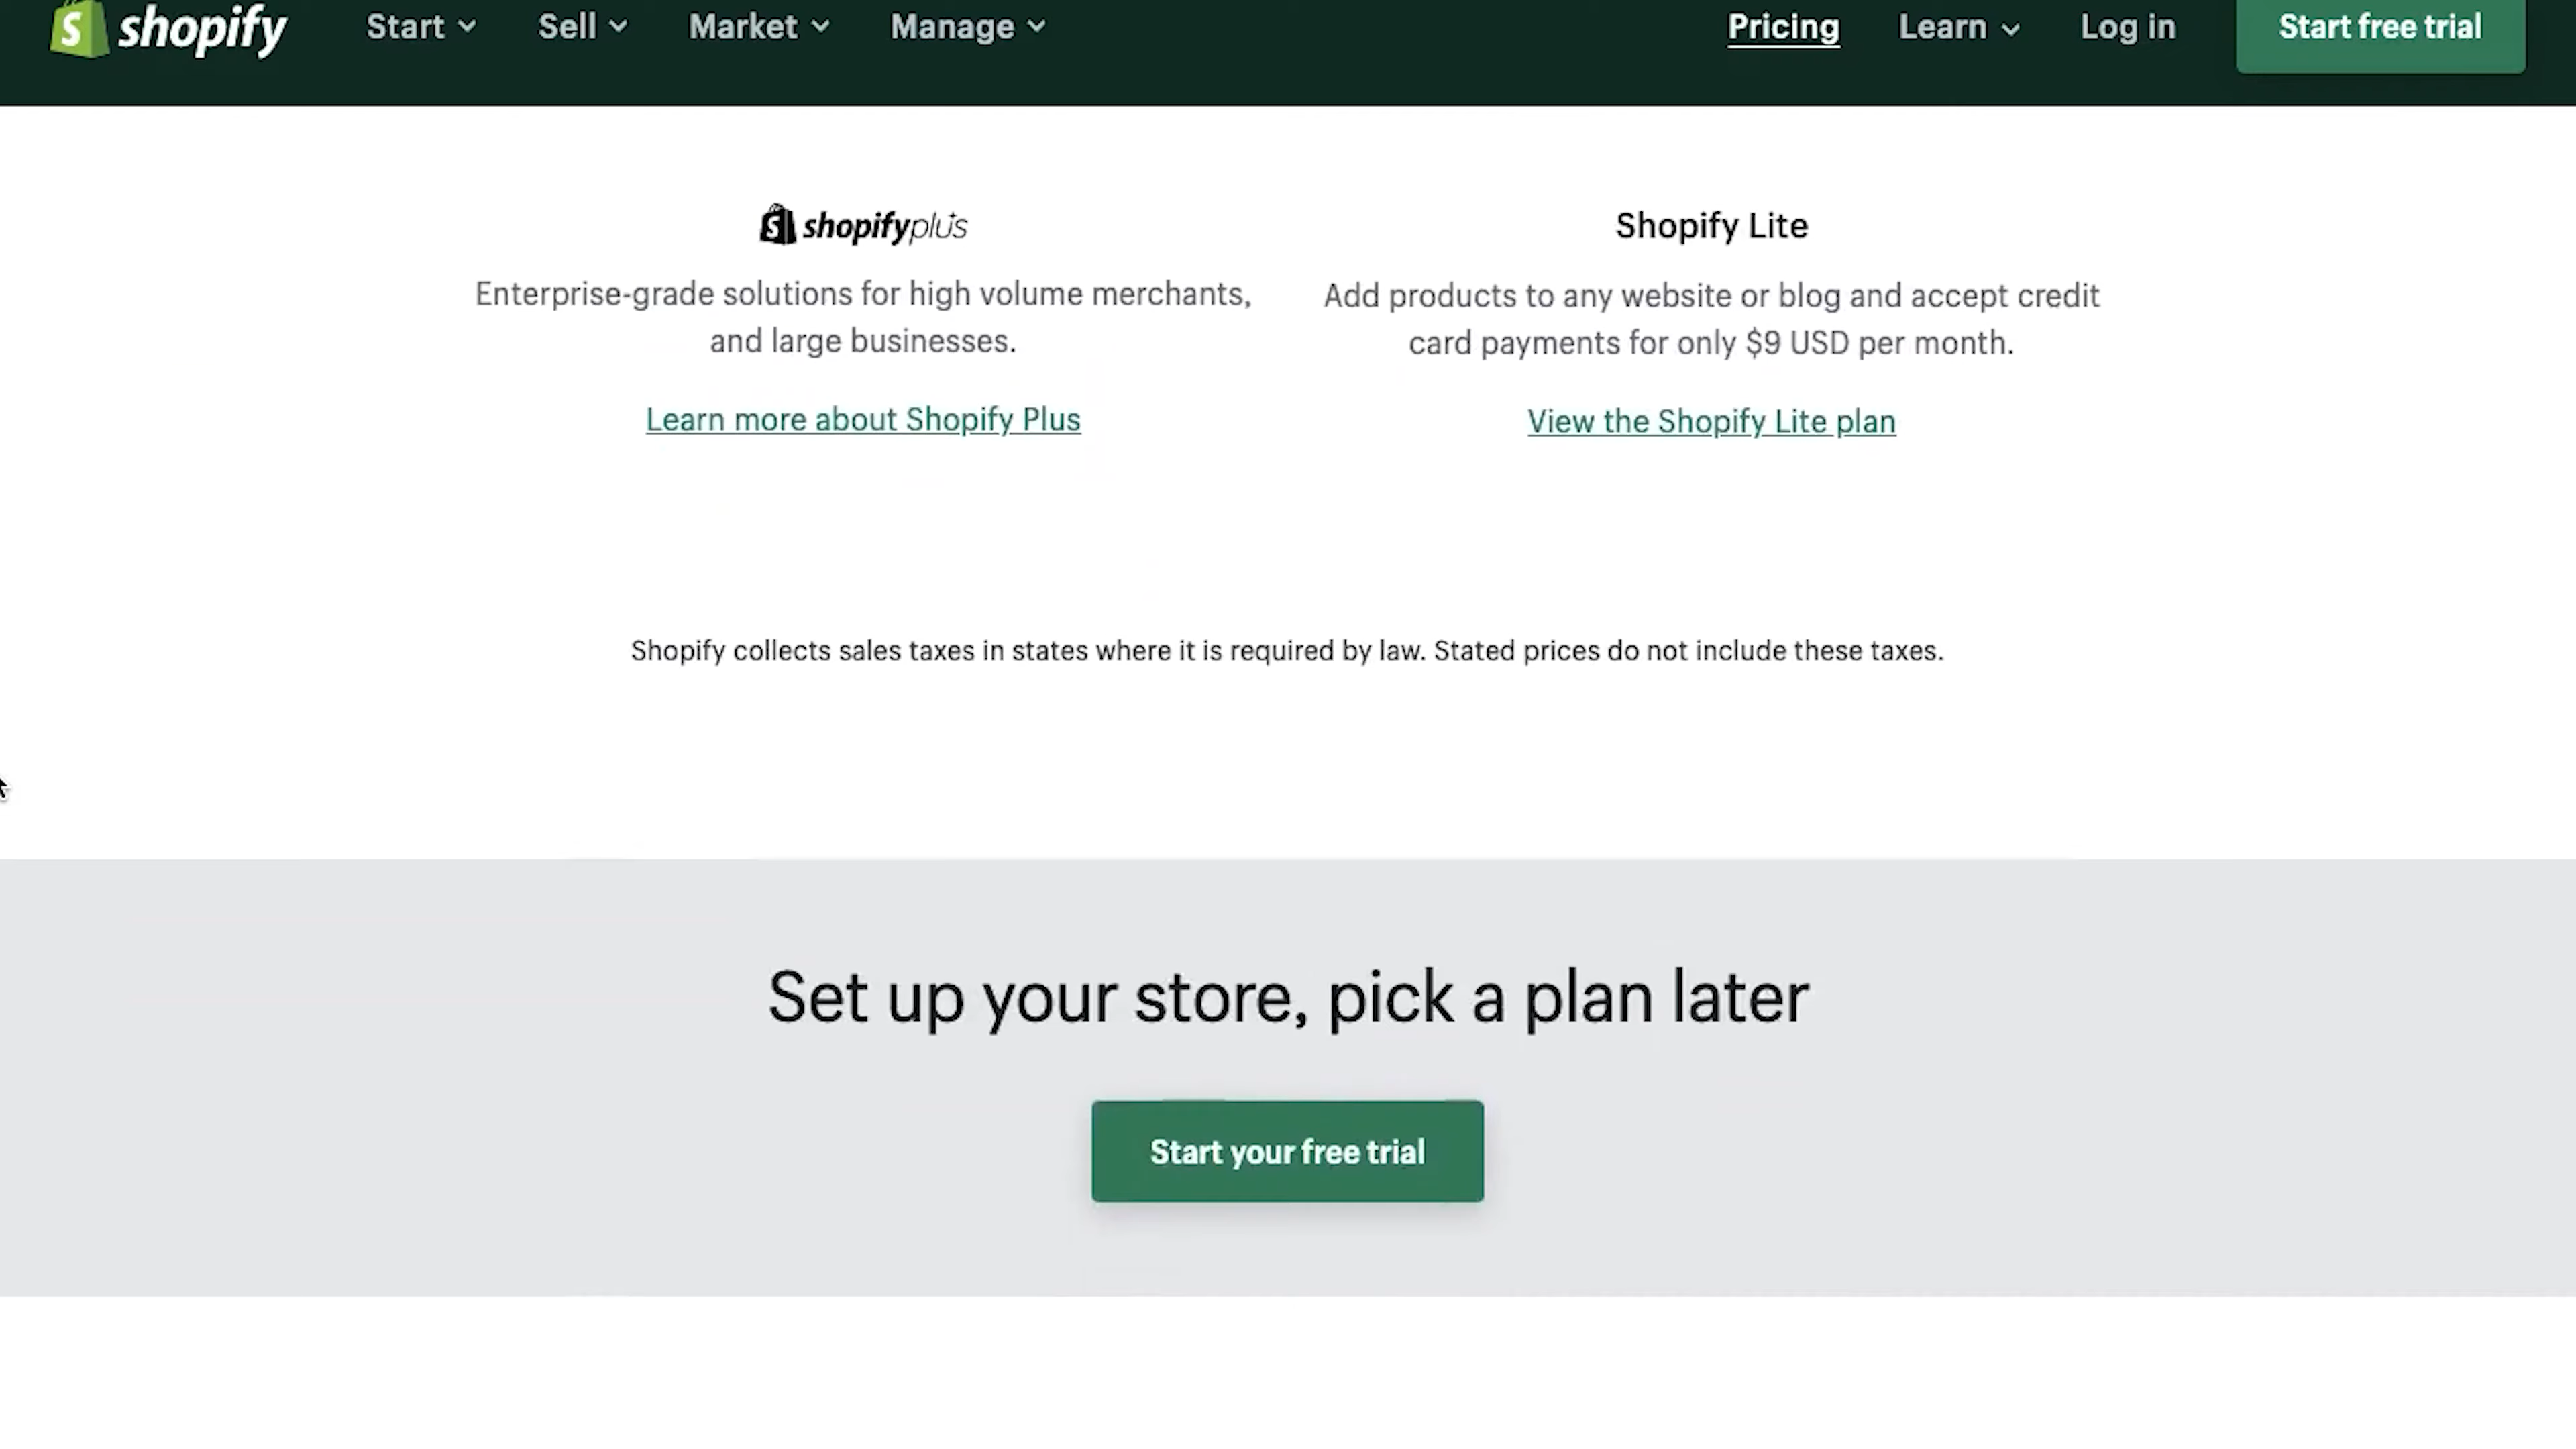 shopify Start Sell Market Manage Pricing Learn Log in Start free trial
shopifyplus
Enterprise-grade solutions for high volume merchants,
and large businesses.
Learn more about Shopify Plus
Shopify Lite
Add products to any website or blog and accept credit
card payments for only $9 USD per month.
View the Shopify Lite plan
Shopify collects sales taxes in states where it is required by law. Stated prices do not include these taxes.
Set up your store, pick a plan later
Start your free trial